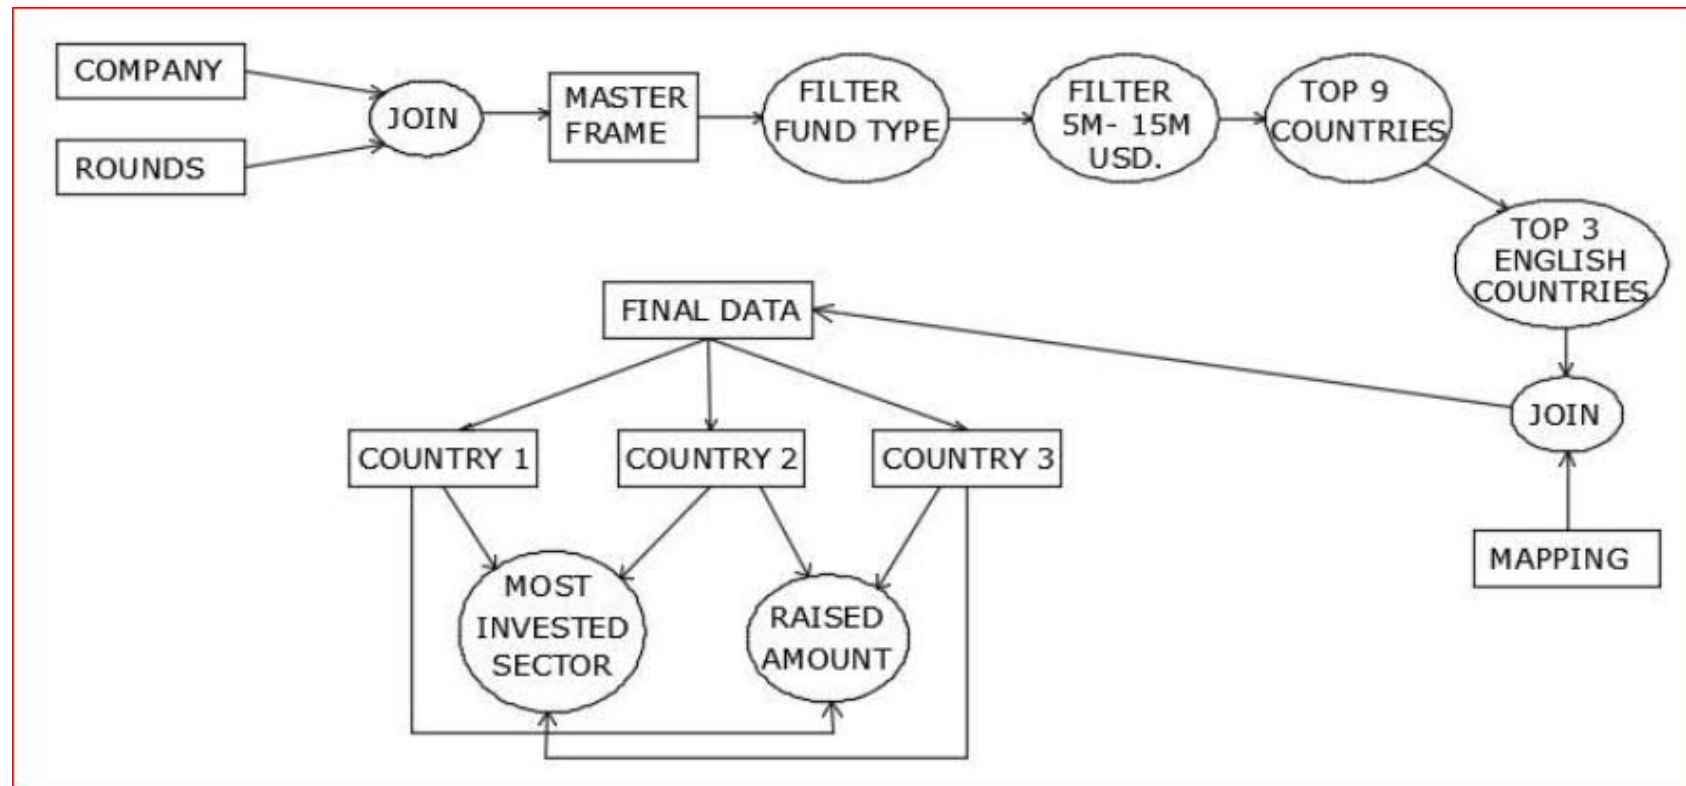 COMPANY
ROUNDS
JOIN
MASTER
FRAME
FILTER
FUND TYPE
FILTER
5M- 15M
USD.
TOP 9
COUNTRIES
TOP 3
ENGLISH
COUNTRIES
JOIN
MAPPING
FINAL DATA
COUNTRY 1
COUNTRY 2
COUNTRY 3
MOST
INVESTED
SECTOR
RAISED
AMOUNT